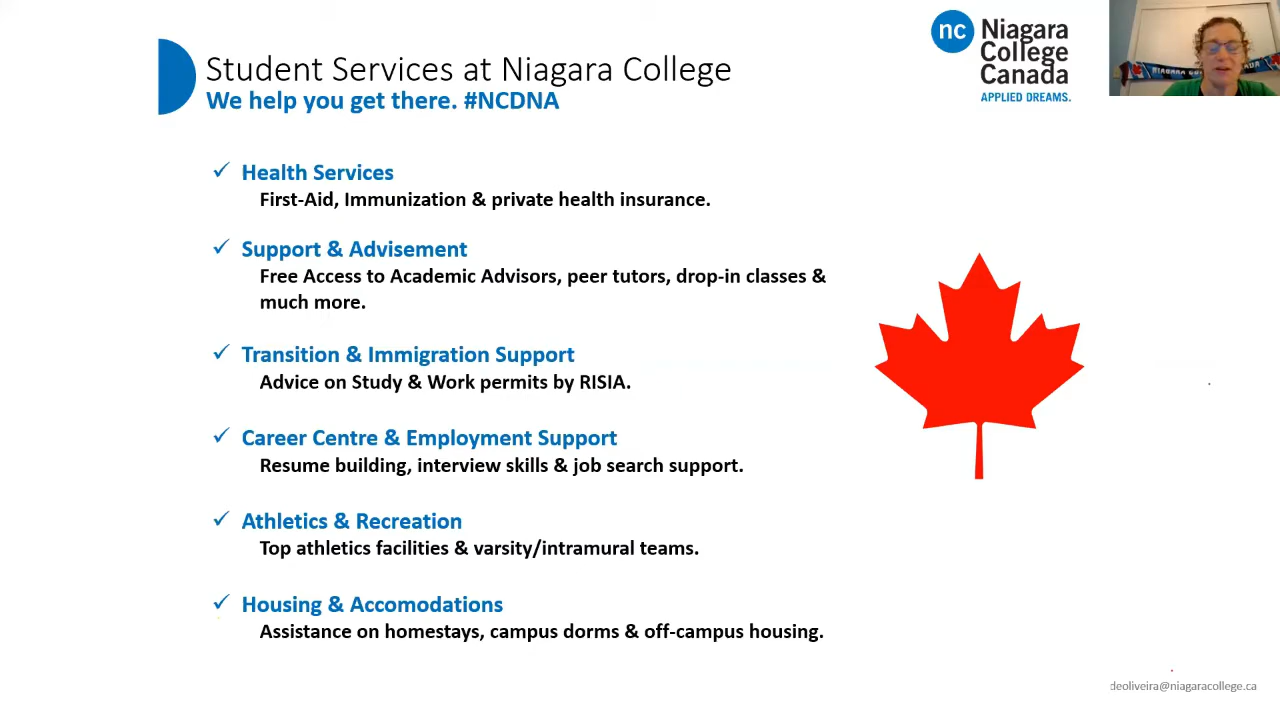 Student Services at Niagara College
We help you get there. #NCDNA
nc Niagara
College
Canada
APPLIED DREAMS.
NIAGARA
Health Services
First-Aid, Immunization & private health insurance.
Support & Advisement
Free Access to Academic Advisors, peer tutors, drop-in classes &
much more.
Transition & Immigration Support
Advice on Study & Work permits by RISIA.
Career Centre & Employment Support
Resume building, interview skills & job search support.
Athletics & Recreation
Top athletics facilities & varsity/intramural teams.
Housing & Accomodations
Assistance on homestays, campus dorms & off-campus housing.
deoliveira@niagaracollege.ca